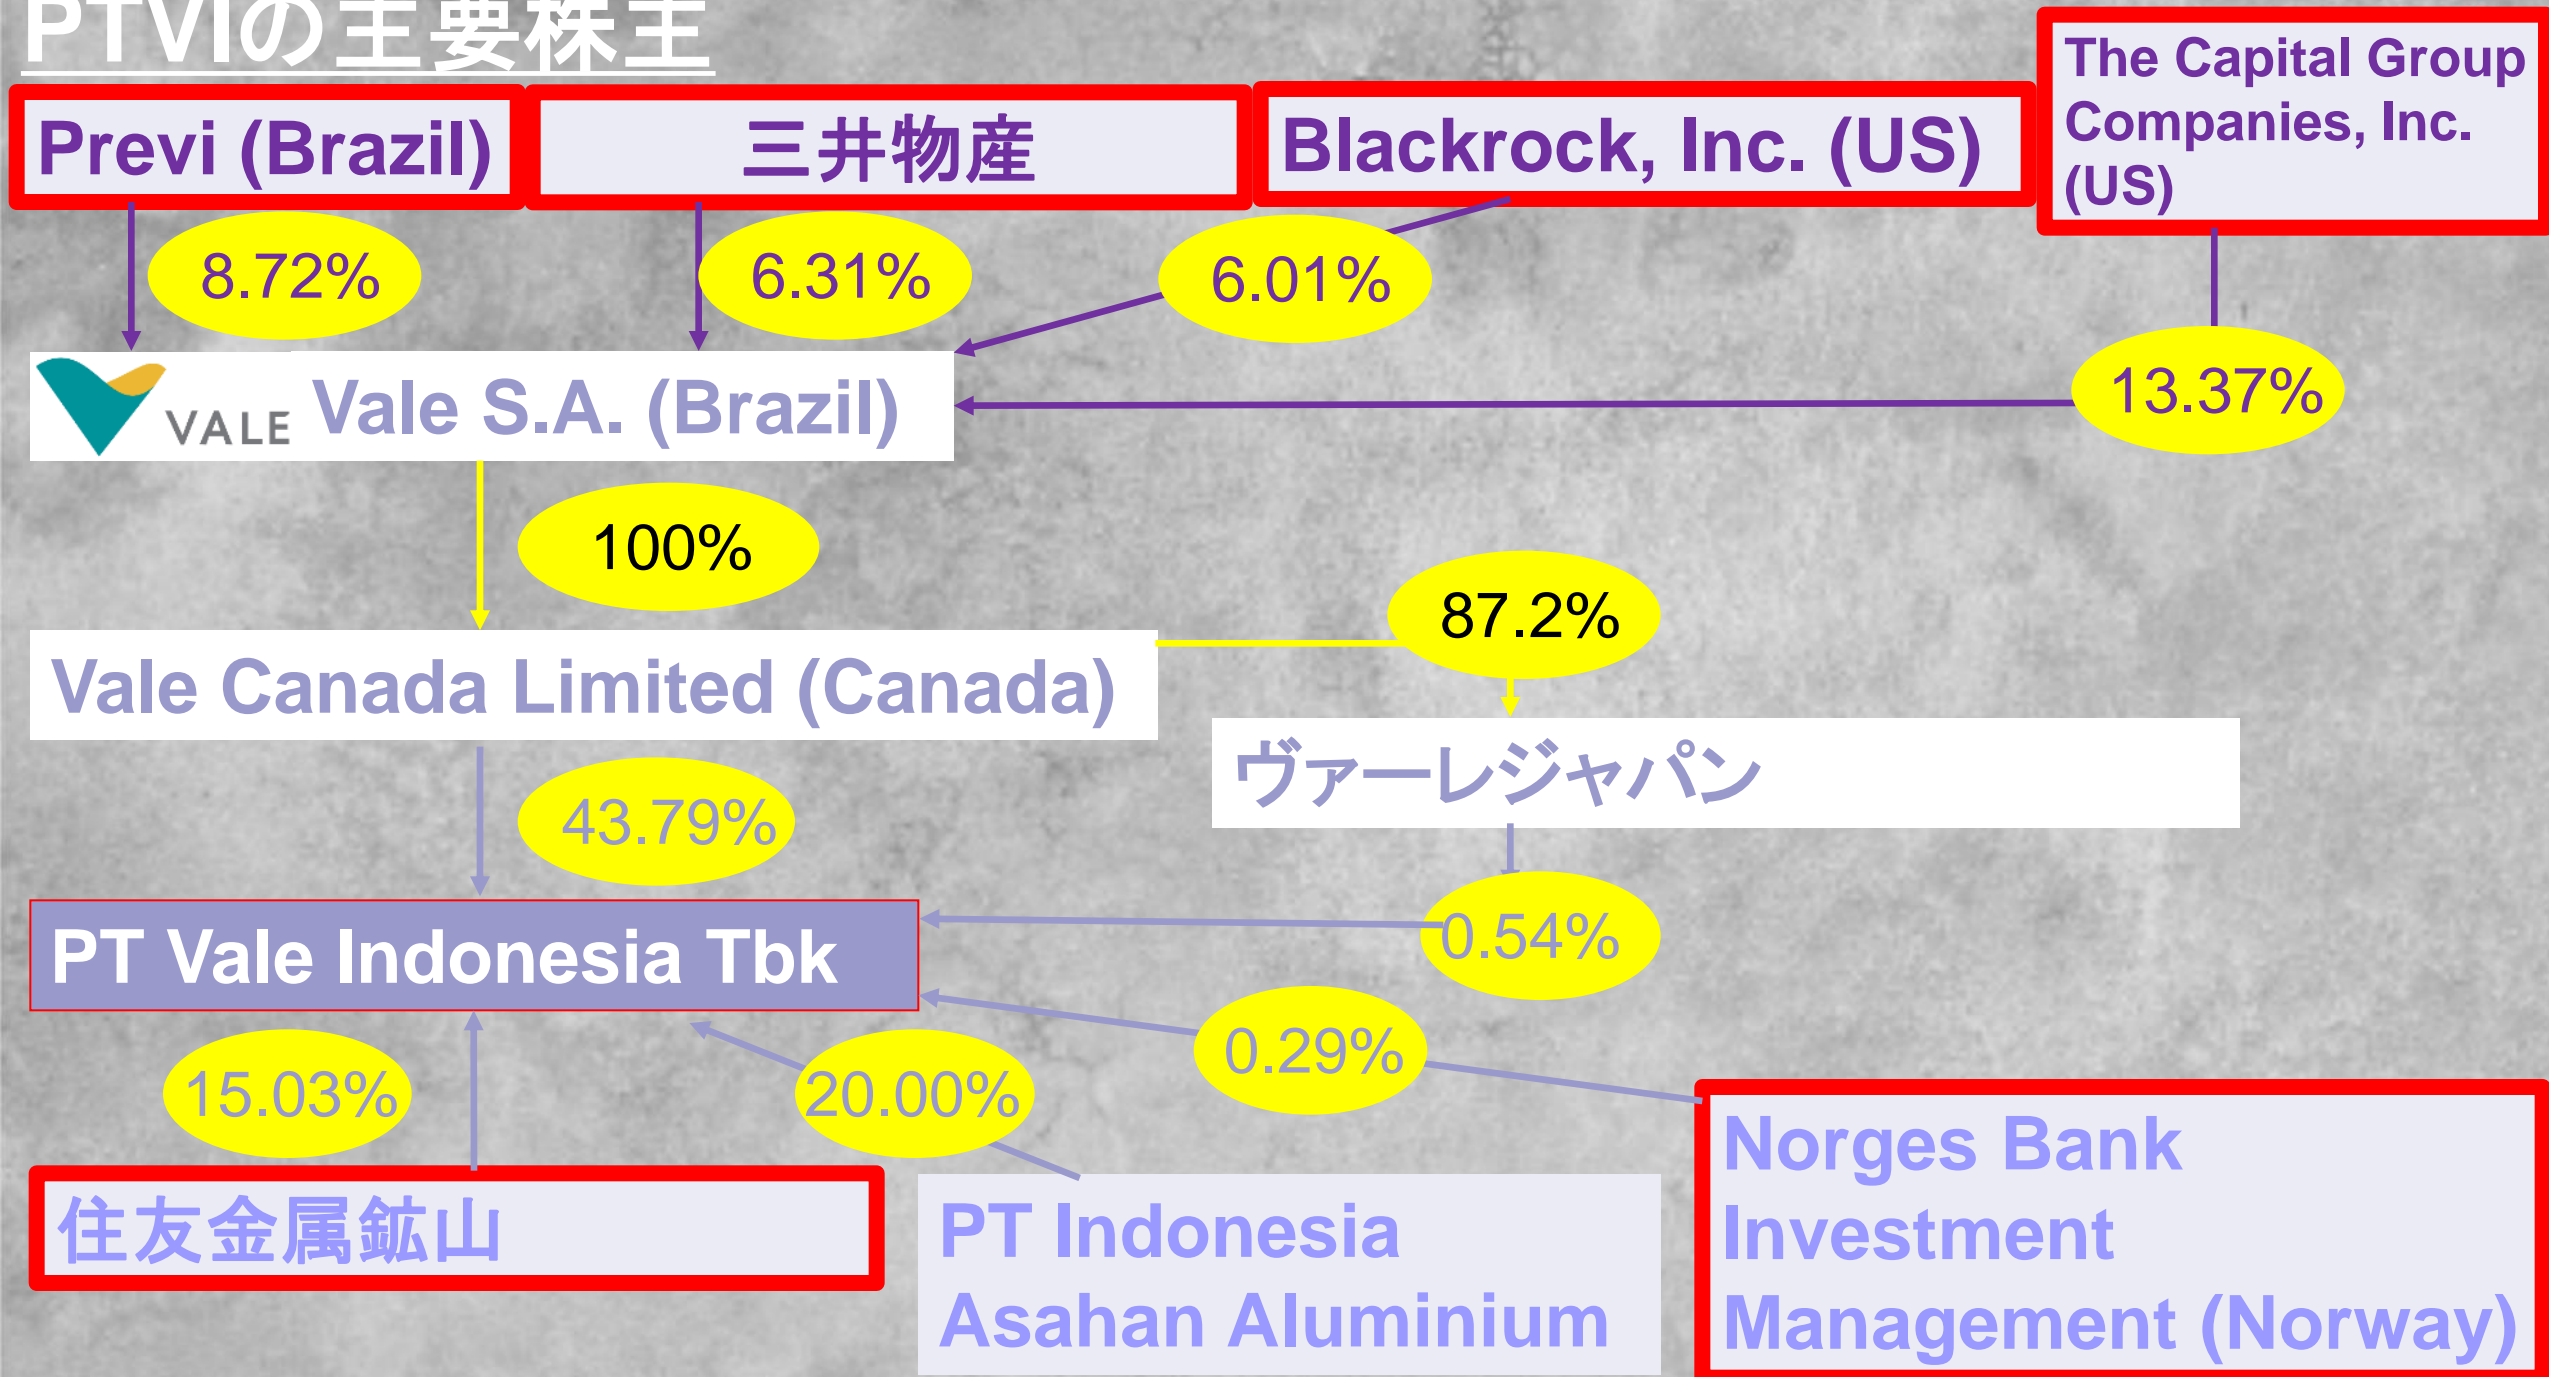 PTVIの主要株主
The Capital Group
Companies, Inc.
(US)
Previ (Brazil)
三井物産
Blackrock, Inc. (US)
8.72%
6.31%
6.01%
13.37%
VALE
Vale S.A. (Brazil)
100%
87.2%
Vale Canada Limited (Canada)
ヴァーレジャパン
43.79%
PT Vale Indonesia Tbk
0.54%
0.29%
15.03%
20.00%
住友金属鉱山
PT Indonesia
Asahan Aluminium
Norges Bank
Investment
Management (Norway)